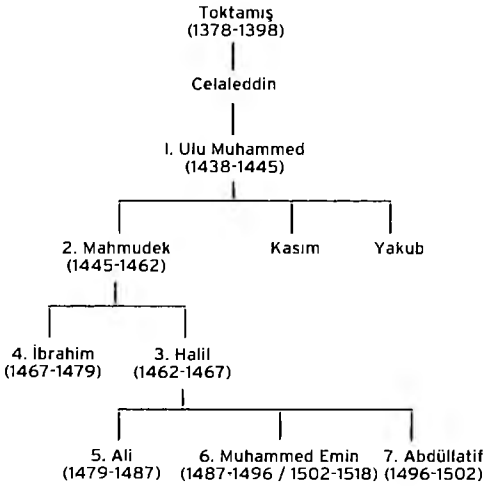 Toktamış
(1378-1398)
Celaleddin
1. Ulu Muhammed
(1438-1445)
2. Mahmudek
(1445-1462)
Kasım
Yakub
4. İbrahim
(1467-1479)
3. Halil
(1462-1467)
5. Ali
(1479-1487)
6. Muhammed Emin
(1487-1496 / 1502-1518)
7. Abdüllatif
(1496-1502)